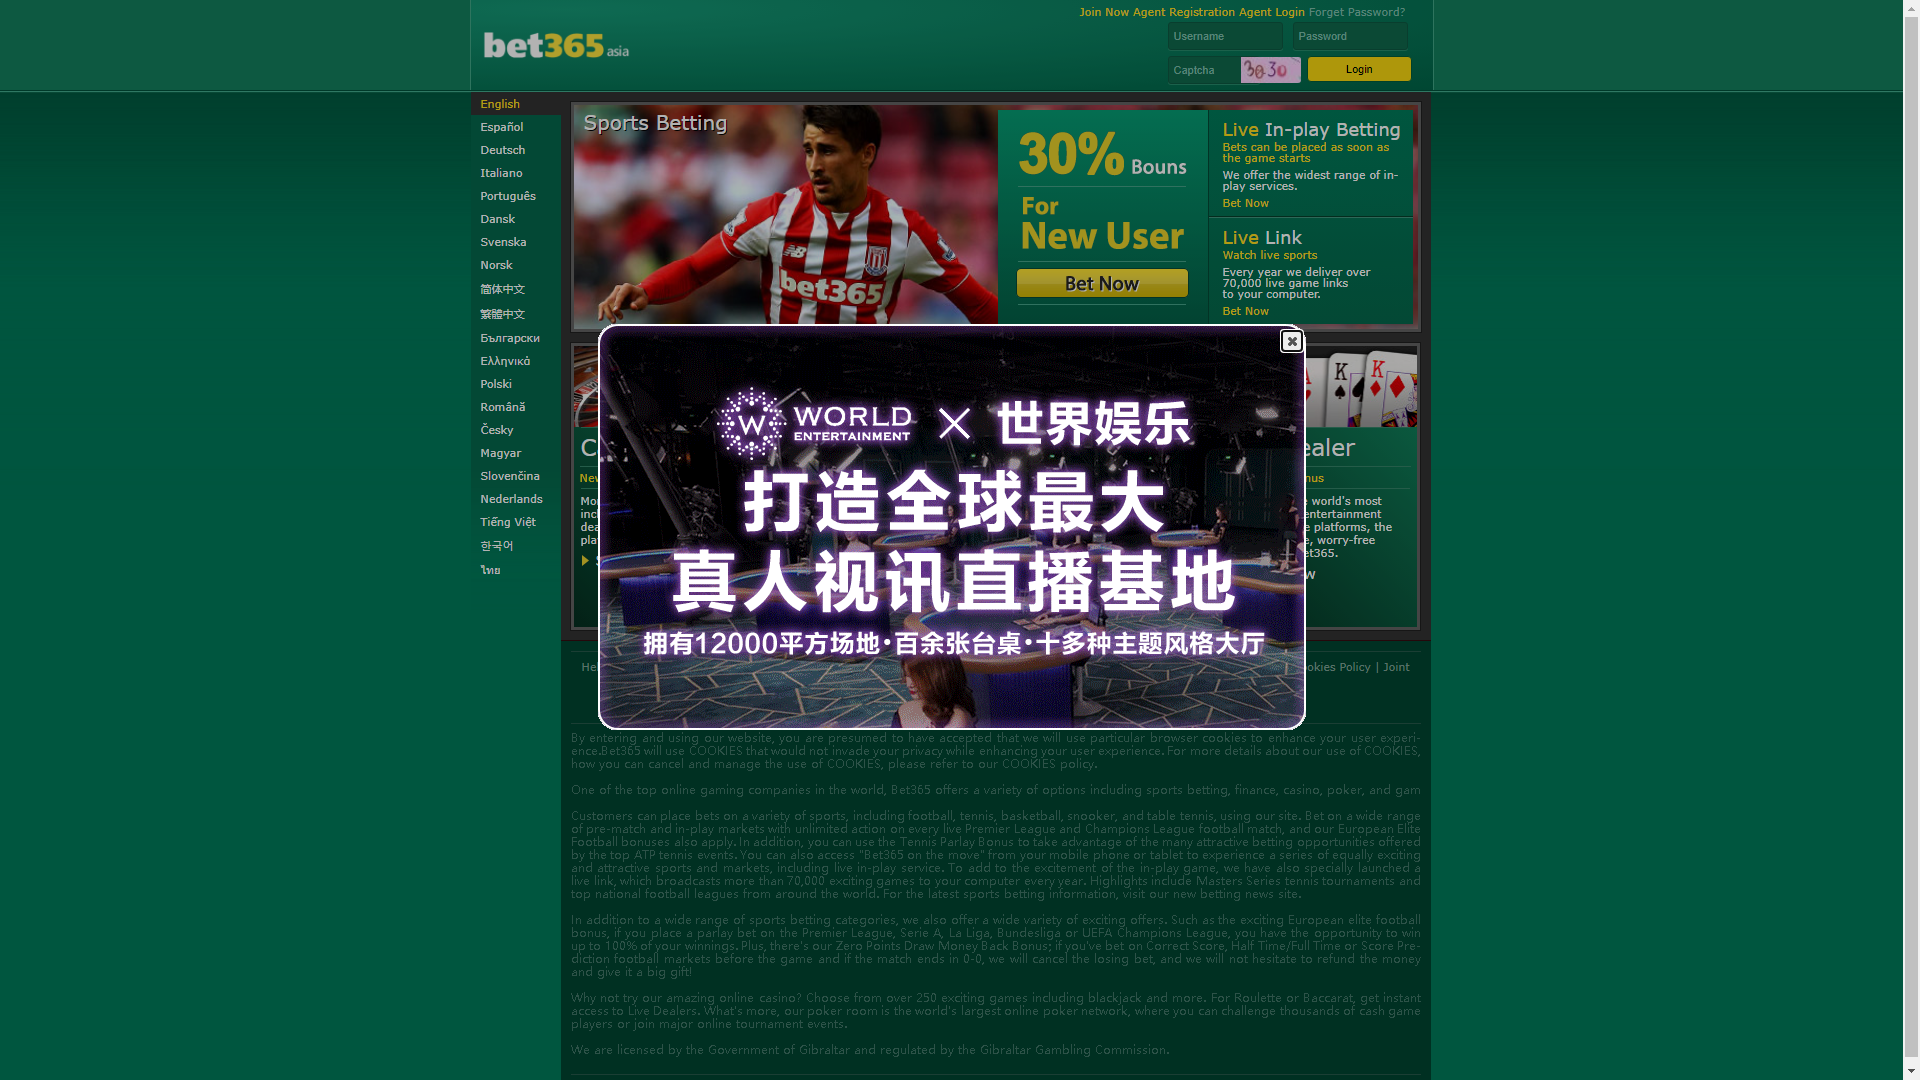 Join Now Agent Registration Agent Login Forget Password?
bet365 asia
Username
Password
Captcha
3030
Login
English
Español
Deutsch
Italiano
Português
Dansk
Svenska
Norsk
简体中文
繁體中文
Български
Ελληνικά
Polski
Română
Česky
Magyar
Slovenčina
Nederlands
Tiếng Việt
한국어
ไทย
Sports Betting
bet365
30% Bouns
For
New User
Bet Now
Live In-play Betting
Bets can be placed as soon as
the game starts
We offer the widest range of in-
play services.
Bet Now
Live Link
Watch live sports
Every year we deliver over
70,000 live game links
to your computer.
Bet Now
WORLD
ENTERTAINMENT
世界娱乐
打造全球最大
真人视讯直播基地
拥有12000平方场地·百余张台桌·十多种主题风格大厅
world's most
entertainment
platforms, the
worry-free
Policy | Joint
By entering and using our website, you are presumed to have accepted that we will use particular browser cookies to enhance your user experi-
ence.Bet365 will use COOKIES that would not invade your privacy while enhancing your user experience. For more details about our use of COOKIES,
how you can cancel and manage the use of COOKIES, please refer to our COOKIES policy.
One of the top online gaming companies in the world, Bet365 offers a variety of options including sports betting, finance, casino, poker, and gam
Customers can place bets on a variety of sports, including football, tennis, basketball, snooker, and table tennis, using our site. Bet on a wide range
of pre-match and in-play markets with unlimited action on every live Premier League and Champions League football match, and our European Elite
Football bonuses also apply. In addition, you can use the Tennis Parlay Bonus to take advantage of the many attractive betting opportunities offered
by the top ATP tennis events. You can also access "Bet365 on the move" from your mobile phone or tablet to experience a series of equally exciting
and attractive sports and markets, including live in-play service. To add to the excitement of the in-play game, we have also specially launched a
live link, which broadcasts more than 70,000 exciting games to your computer every year. Highlights include Masters Series tennis tournaments and
top national football leagues from around the world. For the latest sports betting information, visit our new betting news site.
In addition to a wide range of sports betting categories, we also offer a wide variety of exciting offers. Such as the exciting European elite football
bonus, if you place a parlay bet on the Premier League, Serie A, La Liga, Bundesliga or UEFA Champions League, you have the opportunity to win
up to 100% of your winnings. Plus, there's our Zero Points Draw Money Back Bonus; if you've bet on Correct Score, Half Time/Full Time or Score Pre-
diction football markets before the game and if the match ends in 0-0, we will cancel the losing bet, and we will not hesitate to refund the money
and give it a big gift!
Why not try our amazing online casino? Choose from over 250 exciting games including blackjack and more. For Roulette or Baccarat, get instant
access to Live Dealers. What's more, our poker room is the world's largest online poker network, where you can challenge thousands of cash game
players or join major online tournament events.
We are licensed by the Government of Gibraltar and regulated by the Gibraltar Gambling Commission.